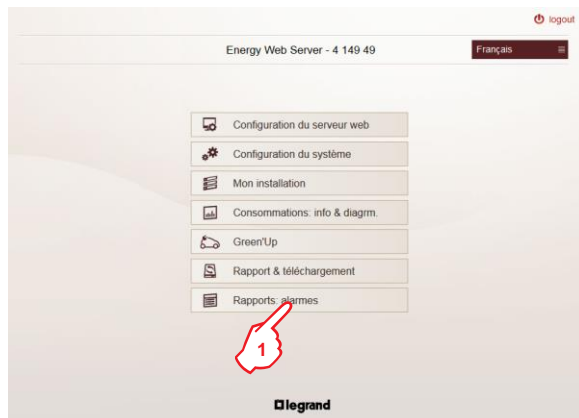 logout
Energy Web Server - 4 149 49
Français
Configuration du serveur web
Configuration du système
Mon installation
Consommations: info & diagrm.
Green'Up
Rapport & téléchargement
Rapports: alarmes
1
legrand